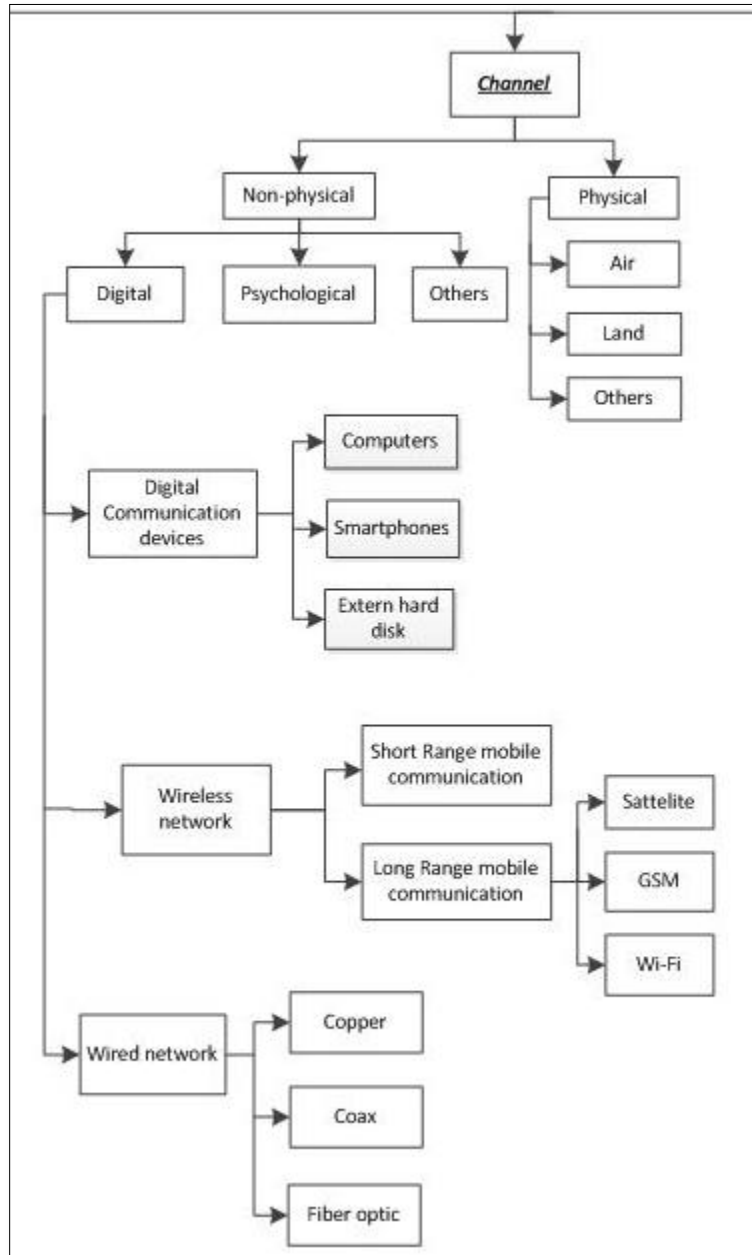 Channel
Non-physical
Physical
Digital
Psychological
Others
Air
Land
Others
Digital
Communication
devices
Computers
Smartphones
Extern hard
disk
Wireless
network
Short Range mobile
communication
Long Range mobile
communication
Sattelite
GSM
Wi-Fi
Wired network
Copper
Coax
Fiber optic